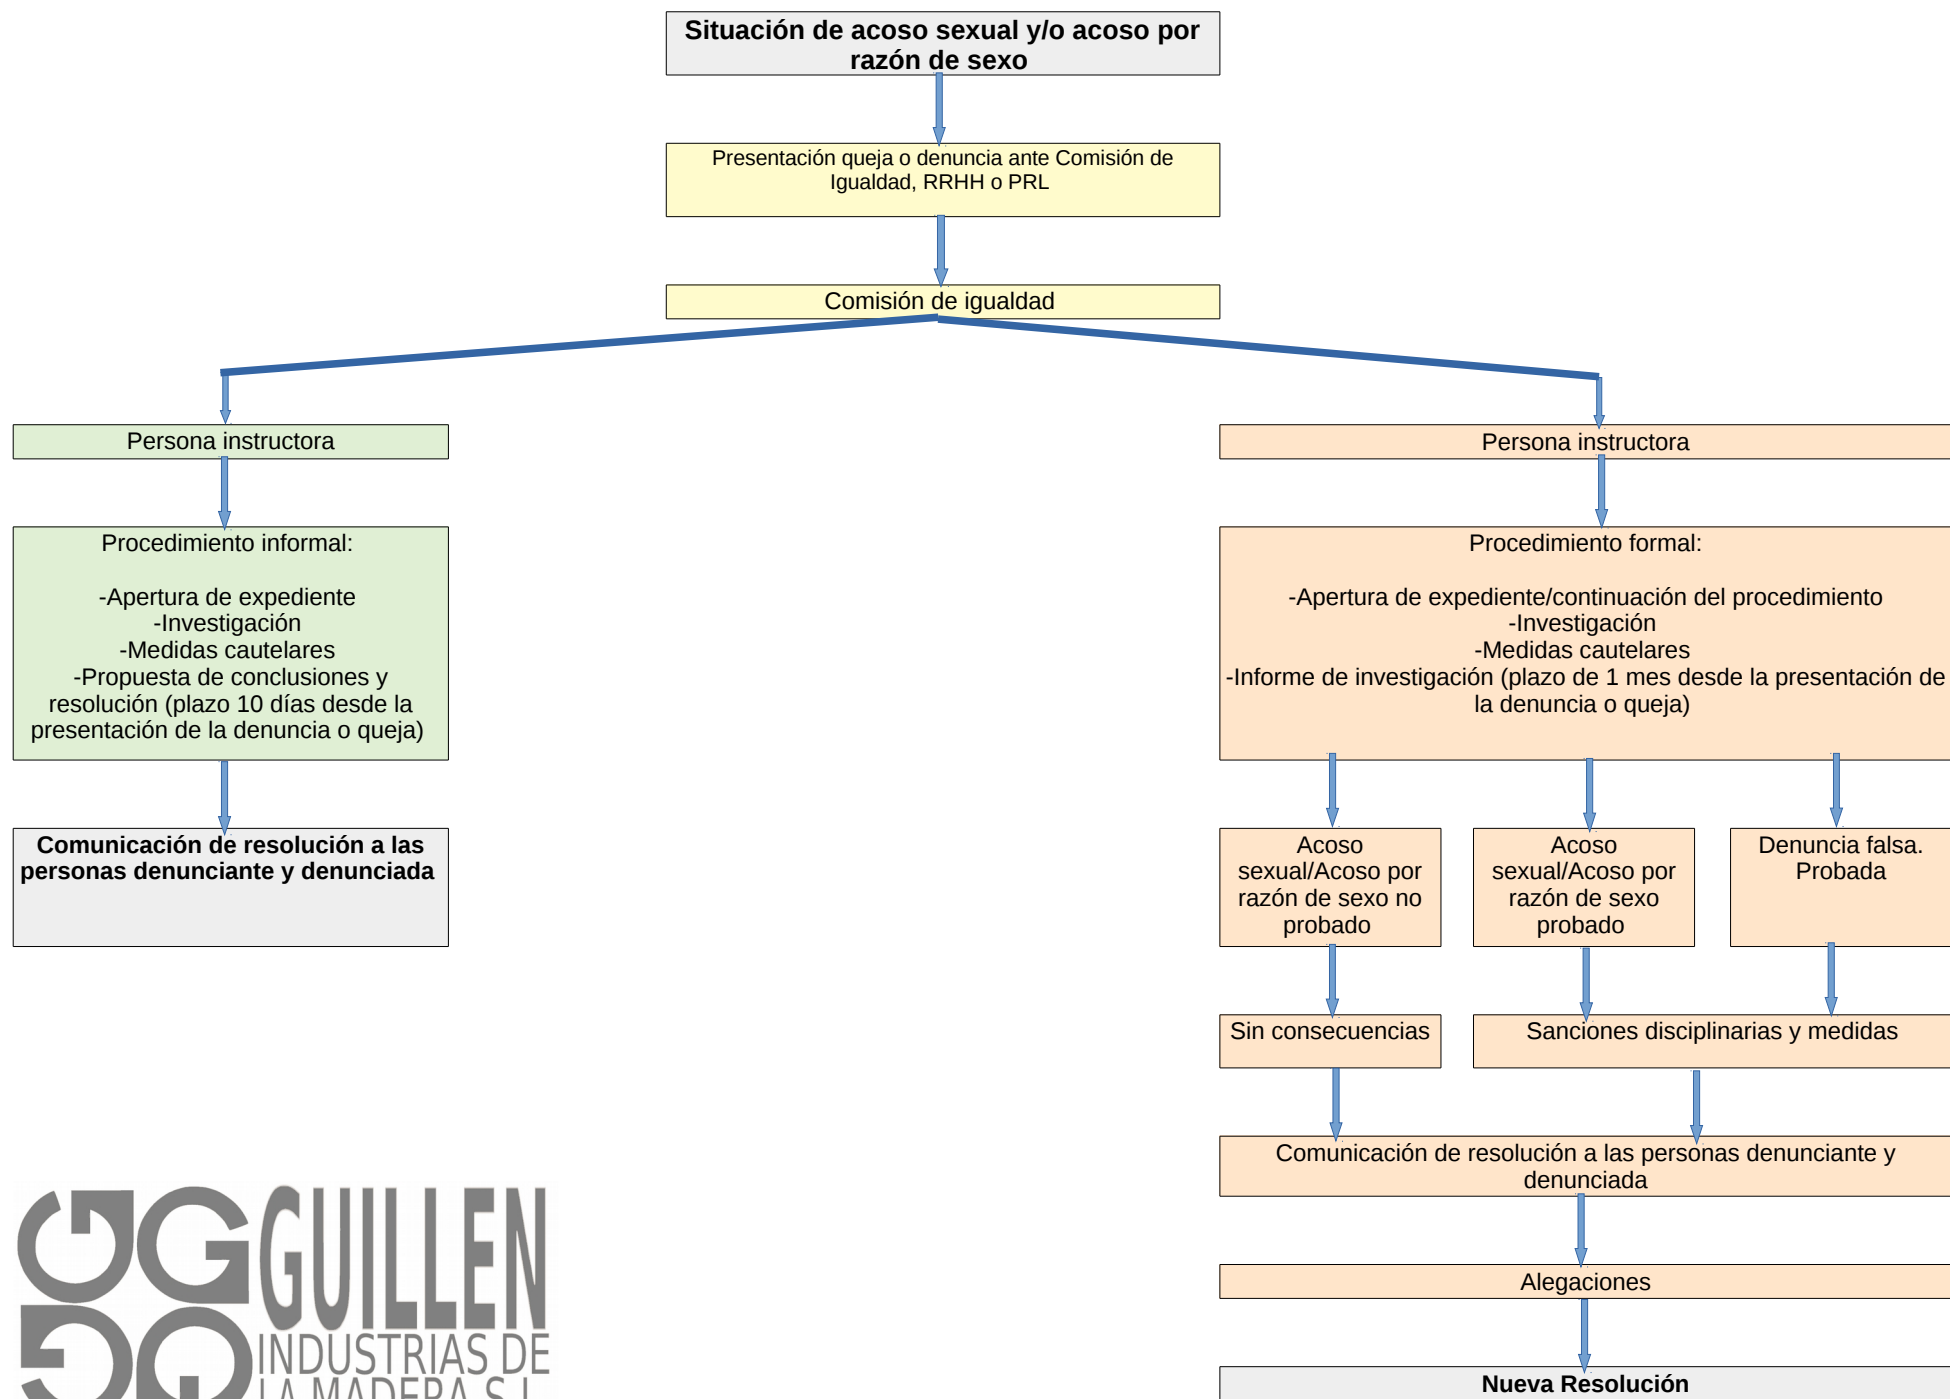 Situación de acoso sexual y/o acoso por
razón de sexo
Presentación queja o denuncia ante Comisión de
Igualdad, RRHH o PRL
Comisión de igualdad
Persona instructora
Procedimiento informal:
-Apertura de expediente
-Investigación
-Medidas cautelares
-Propuesta de conclusiones y
resolución (plazo 10 días desde la
presentación de la denuncia o queja)
Comunicación de resolución a las
personas denunciante y denunciada
Persona instructora
Procedimiento formal:
-Apertura de expediente/continuación del procedimiento
-Investigación
-Medidas cautelares
-Informe de investigación (plazo de 1 mes desde la presentación de
la denuncia o queja)
Acoso
sexual/Acoso por
razón de sexo no
probado
Acoso
sexual/Acoso por
razón de sexo
probado
Denuncia falsa.
Probada
Sin consecuencias
Sanciones disciplinarias y medidas
Comunicación de resolución a las personas denunciante y
denunciada
Alegaciones
Nueva Resolución
GUILLEN
INDUSTRIAS DE
LA MADERA S.L.